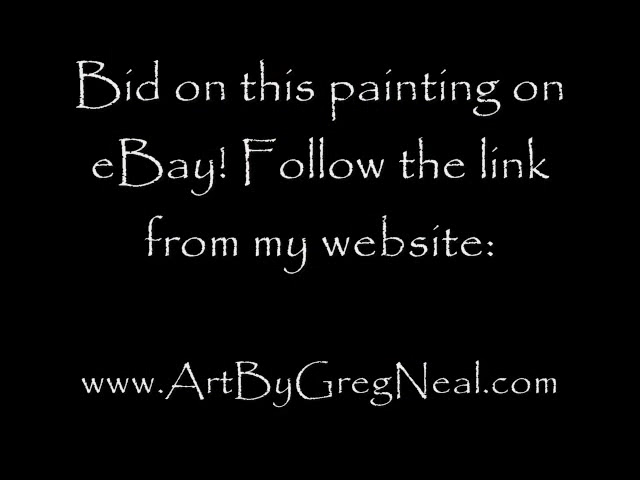 Bid on this painting on
eBay! Follow the link
from my website:
www.ArtByGregNeal.com